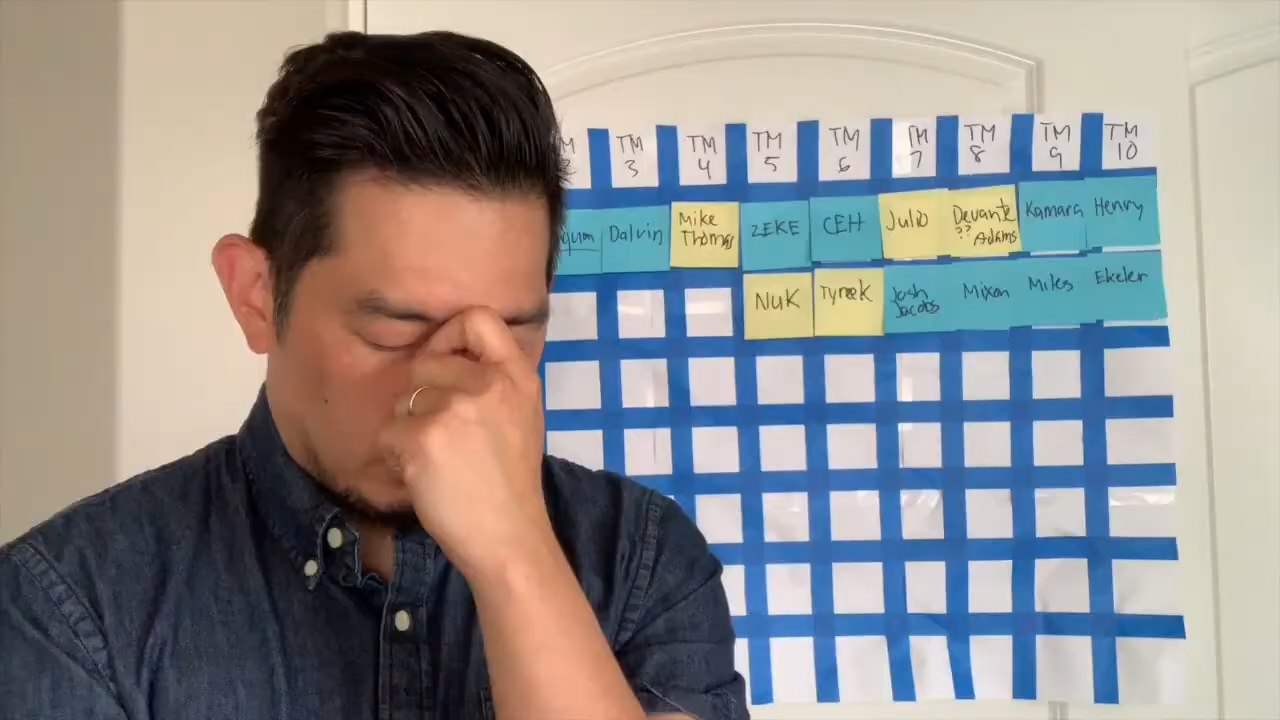 TM 3
TM 4
TM 5
TM 6
TM 7
TM 8
TM 9
TM 10
Dalvin
Mike
Thomas
ZEKE
CEH
Julio
Devante
??
Adams
Kamara
Henry
NUK
Tyreek
Josh
Jacobs
Mixon
Miles
Ekeler